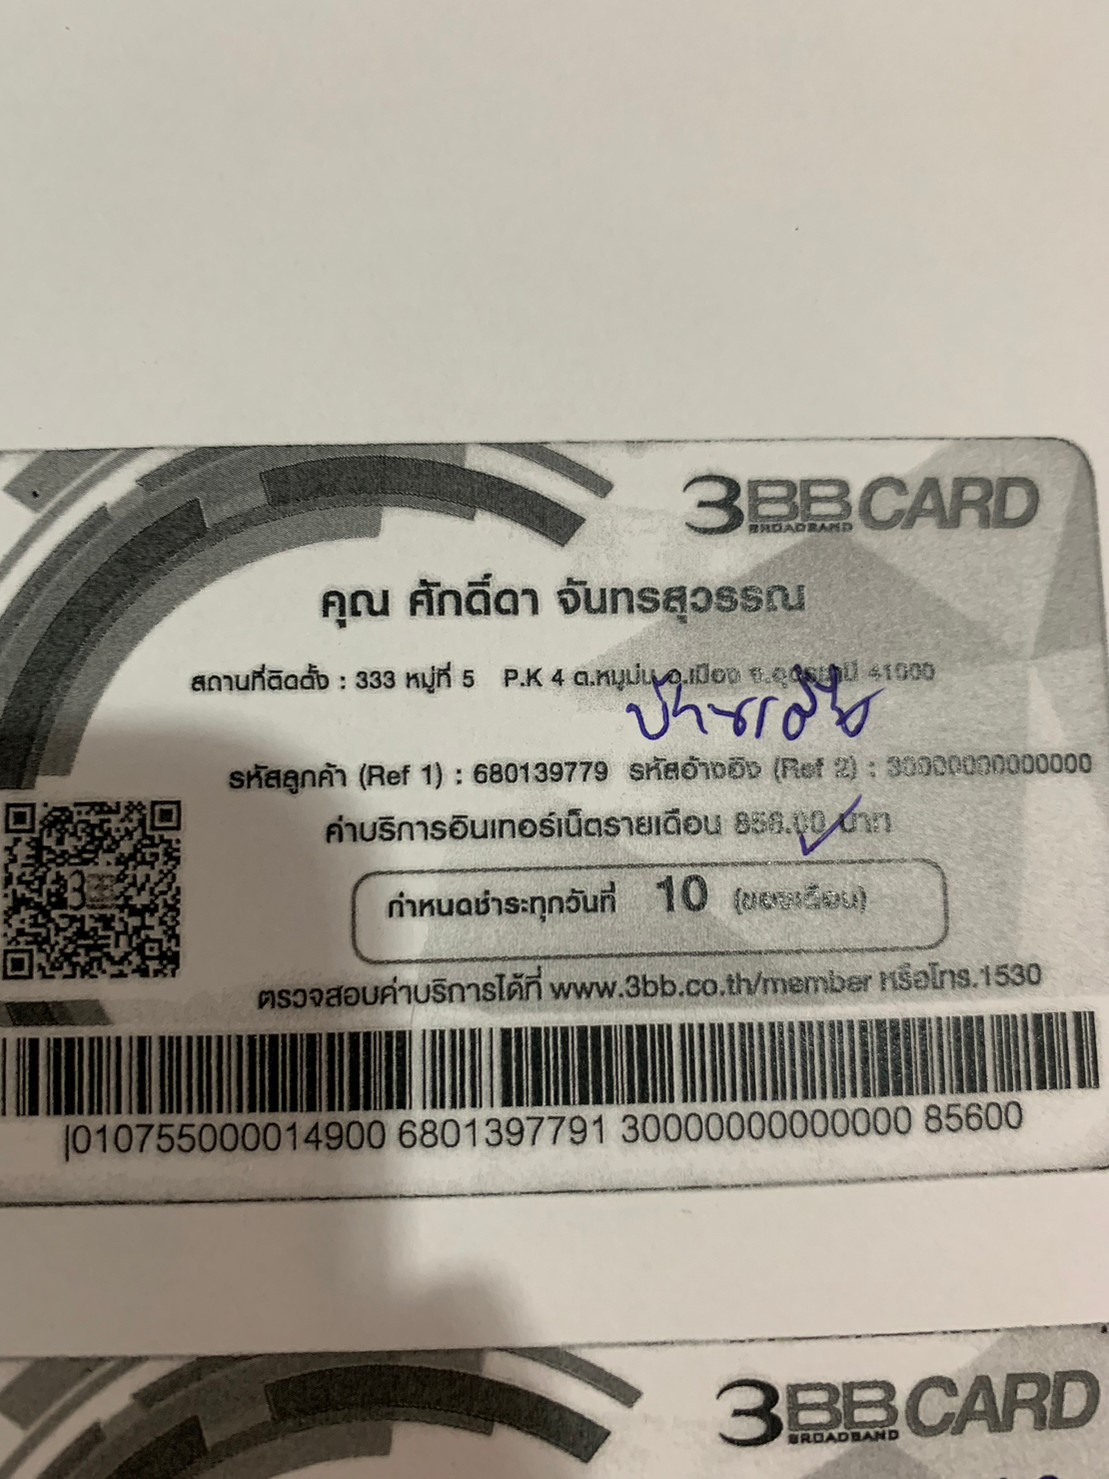 3BB CARD
BROADBAND
คุณ ศักดิ์ดา จันทรสุวรรณ
สถานที่ติดตั้ง : 333 หมู่ที่ 5 P.K 4 ต.หมูม่น อ.เมือง จ.อุดรธานี 41000
รหัสลูกค้า (Ref 1) : 680139779 รหัสอ้างอิง (Ref 2) : 30000000000000
ค่าบริการอินเทอร์เน็ตรายเดือน 856.00 บาท
กำหนดชำระทุกวันที่ 10 (ของเดือน)
ตรวจสอบค่าบริการได้ที่ www.3bb.co.th/member หรือโทร.1530
|010755000014900 6801397791 30000000000000 85600
3BB CARD
BROADBAND